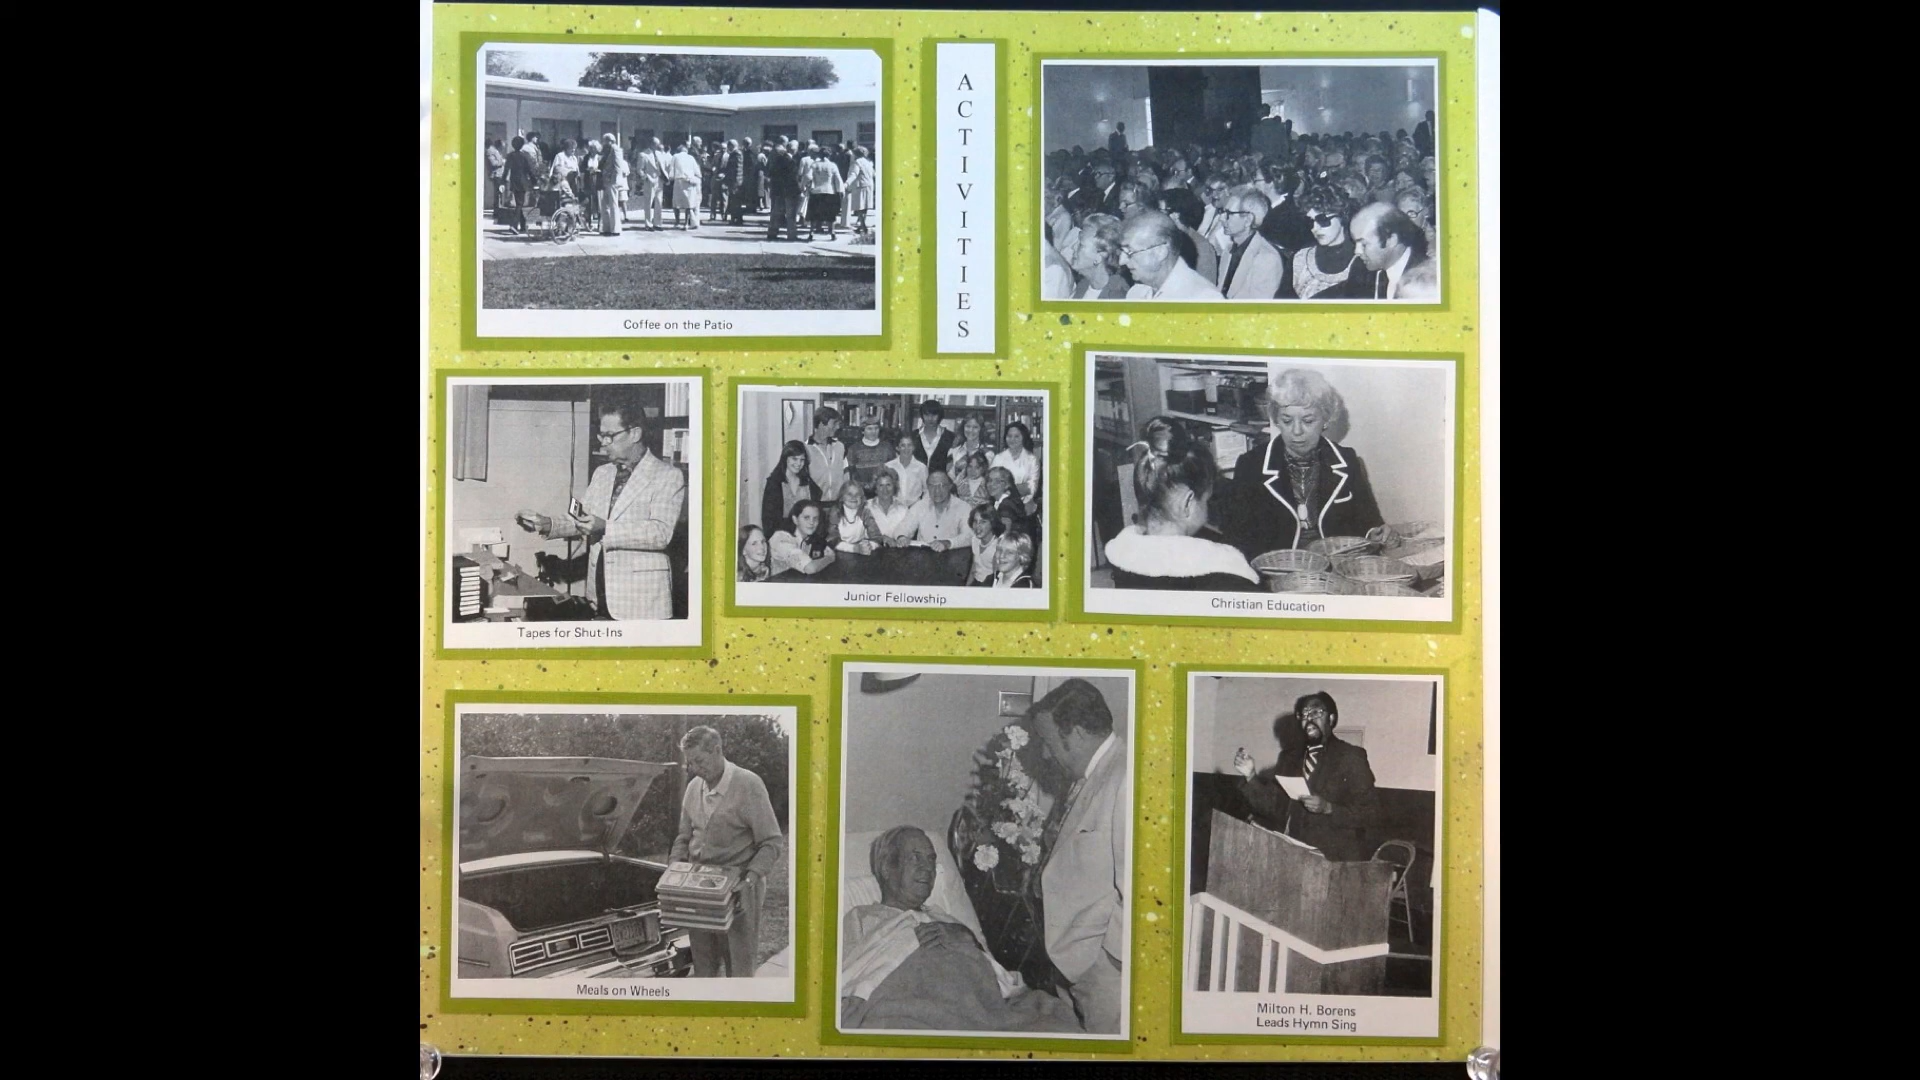 A
C
T
I
V
I
T
I
E
S
Coffee on the Patio
Tapes for Shut-Ins
Junior Fellowship
Christian Education
Meals on Wheels
Milton H. Borens
Leads Hymn Sing